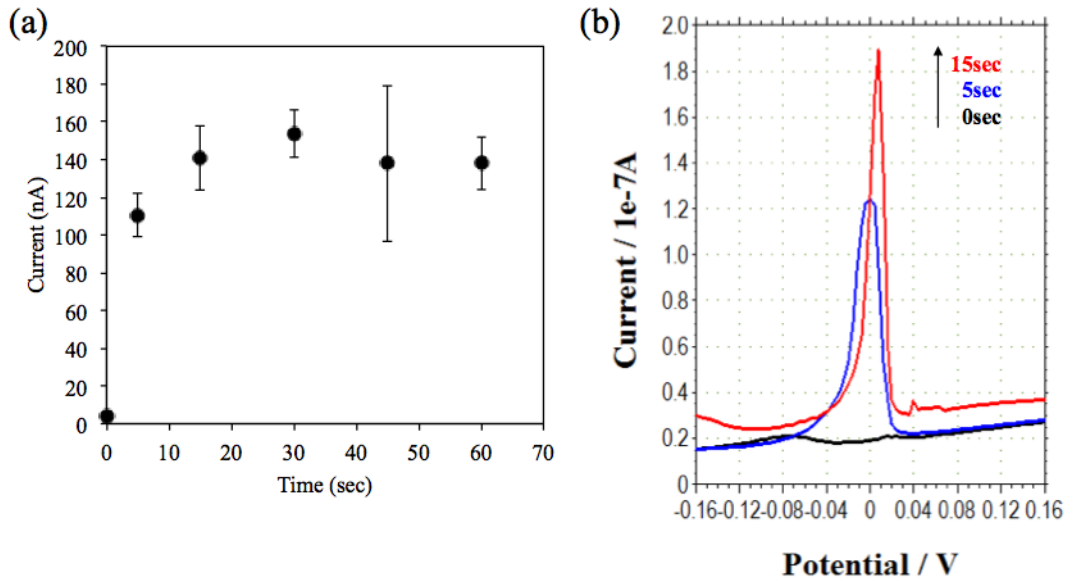 (a)
200
180
160
140
120
100
80
60
40
20
0
Current (nA)
0 10 20 30 40 50 60 70
Time (sec)
(b)
2.0
1.8
1.6
1.4
1.2
1.0
0.8
0.6
0.4
0.2
0
Current / 1e-7A
15sec
5sec
0sec
-0.16 -0.12 -0.08 -0.04 0 0.04 0.08 0.12 0.16
Potential / V